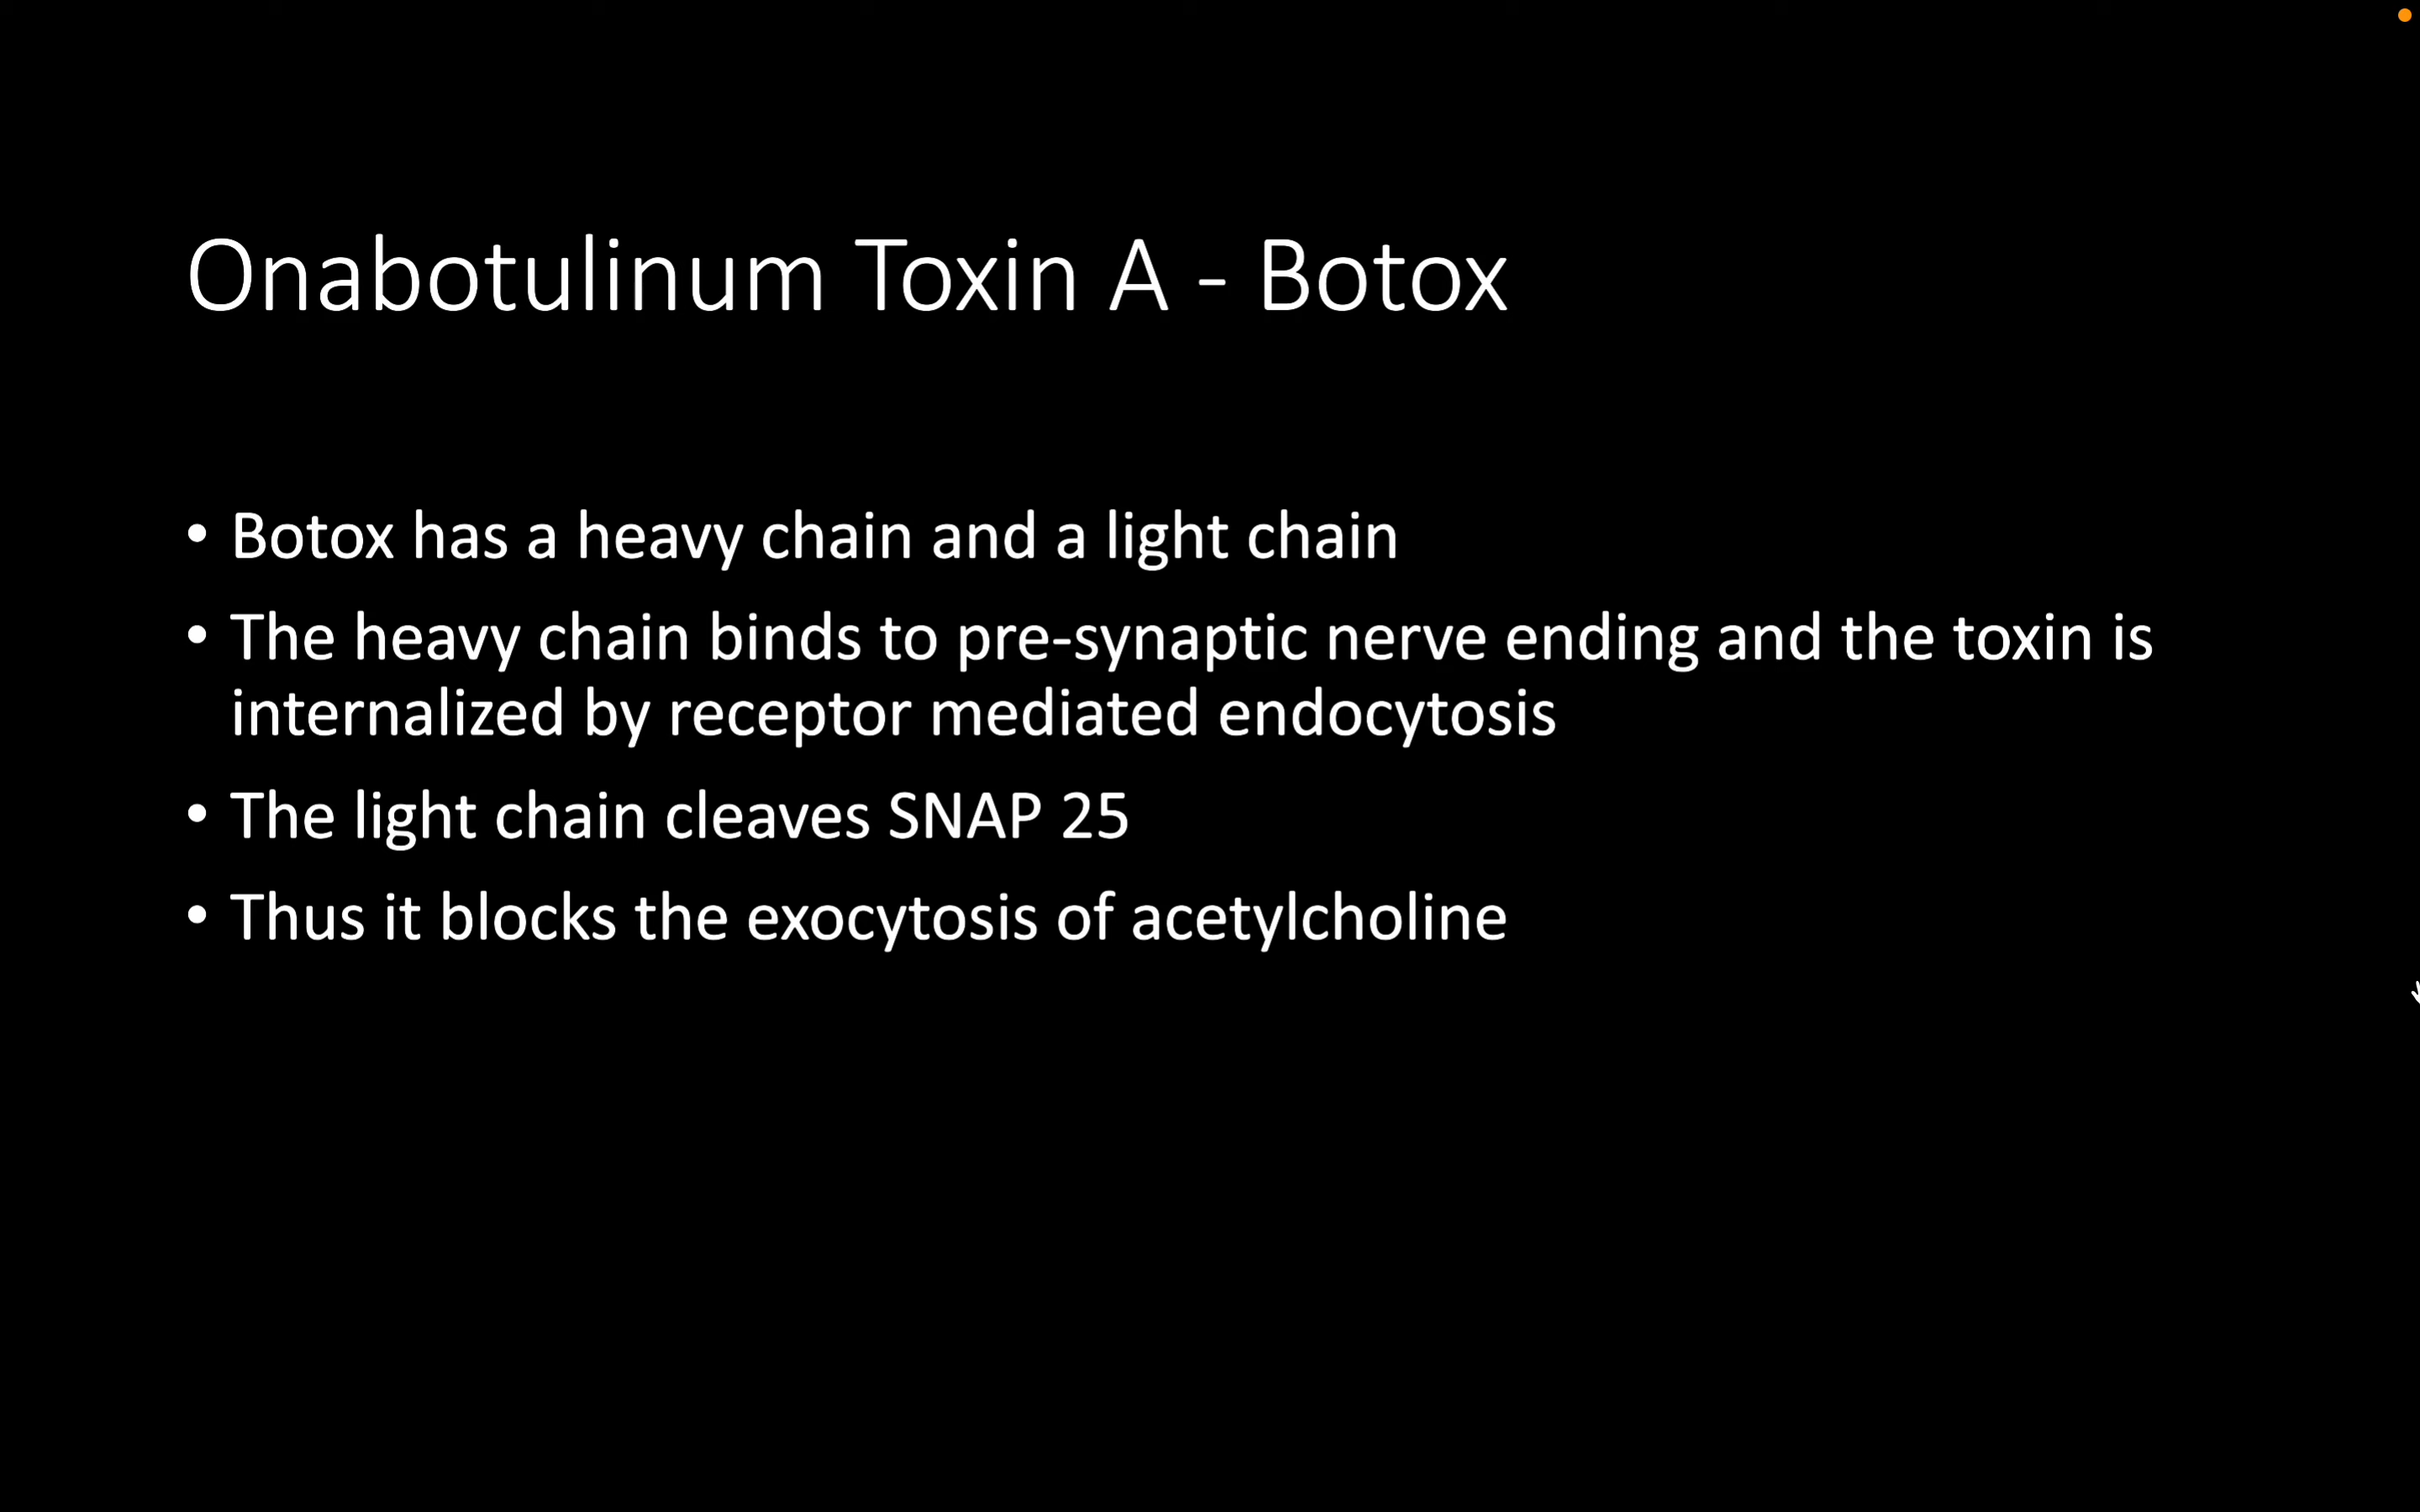 Onabotulinum Toxin A - Botox
• Botox has a heavy chain and a light chain
• The heavy chain binds to pre-synaptic nerve ending and the toxin is
internalized by receptor mediated endocytosis
• The light chain cleaves SNAP 25
• Thus it blocks the exocytosis of acetylcholine